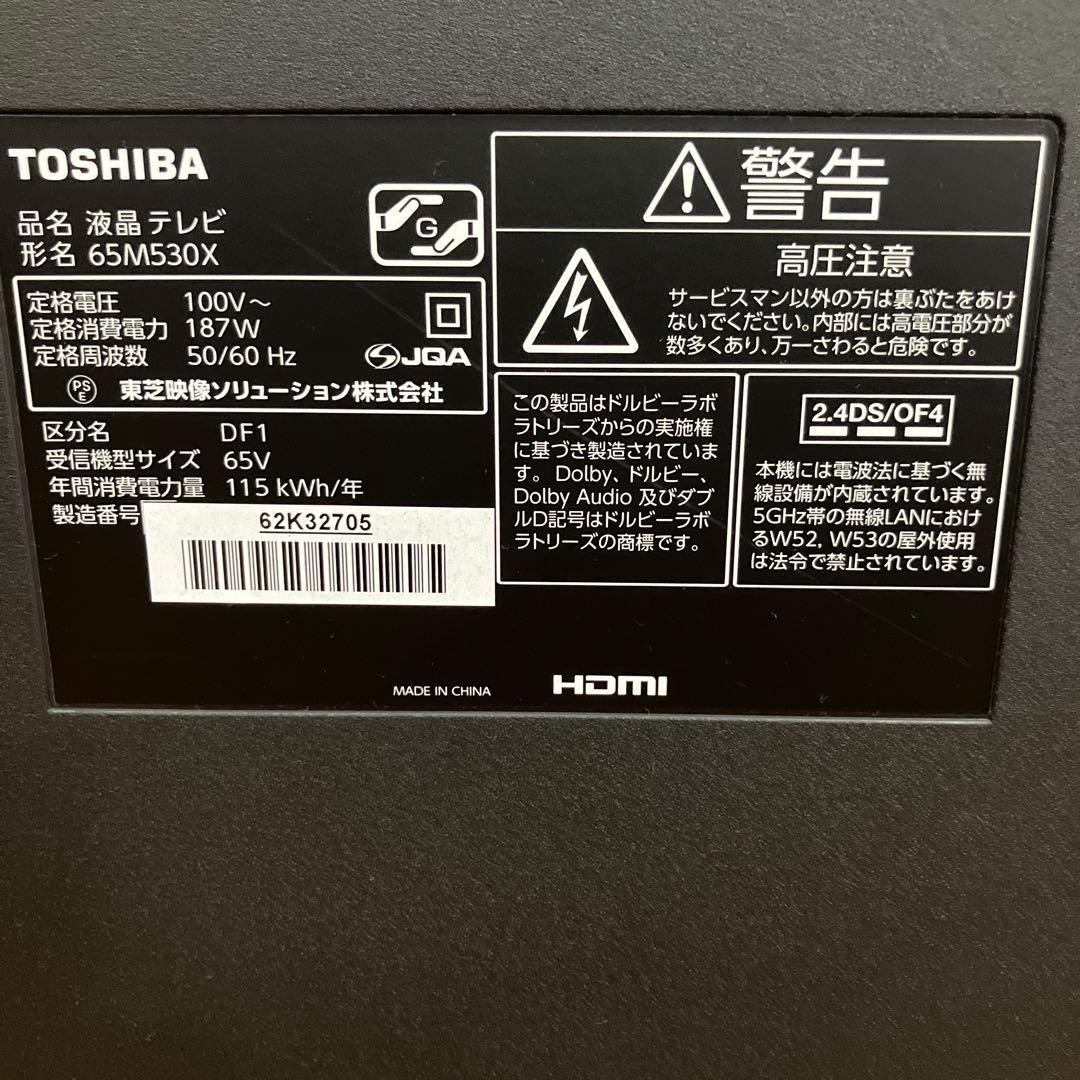 TOSHIBA
品名 液晶 テレビ
形名 65M530X
G
定格電圧 100V～
定格消費電力 187W
定格周波数 50/60 Hz
JQA
PS
E
東芝映像ソリューション株式会社
区分名 DF1
受信機型サイズ 65V
年間消費電力量 115 kWh/年
製造番号
62K32705
MADE IN CHINA
HDMI
警告
高圧注意
サービスマン以外の方は裏ぶたをあけ
ないでください。内部には高電圧部分が
数多くあり、万一さわると危険です。
この製品はドルビーラボ
ラトリーズからの実施権
に基づき製造されていま
す。Dolby、ドルビー、
Dolby Audio 及びダブ
ルD記号はドルビーラボ
ラトリーズの商標です。
2.4DS/OF4
本機には電波法に基づく無
線設備が内蔵されています。
5GHz帯の無線LANにおけ
るW52, W53の屋外使用
は法令で禁止されています。